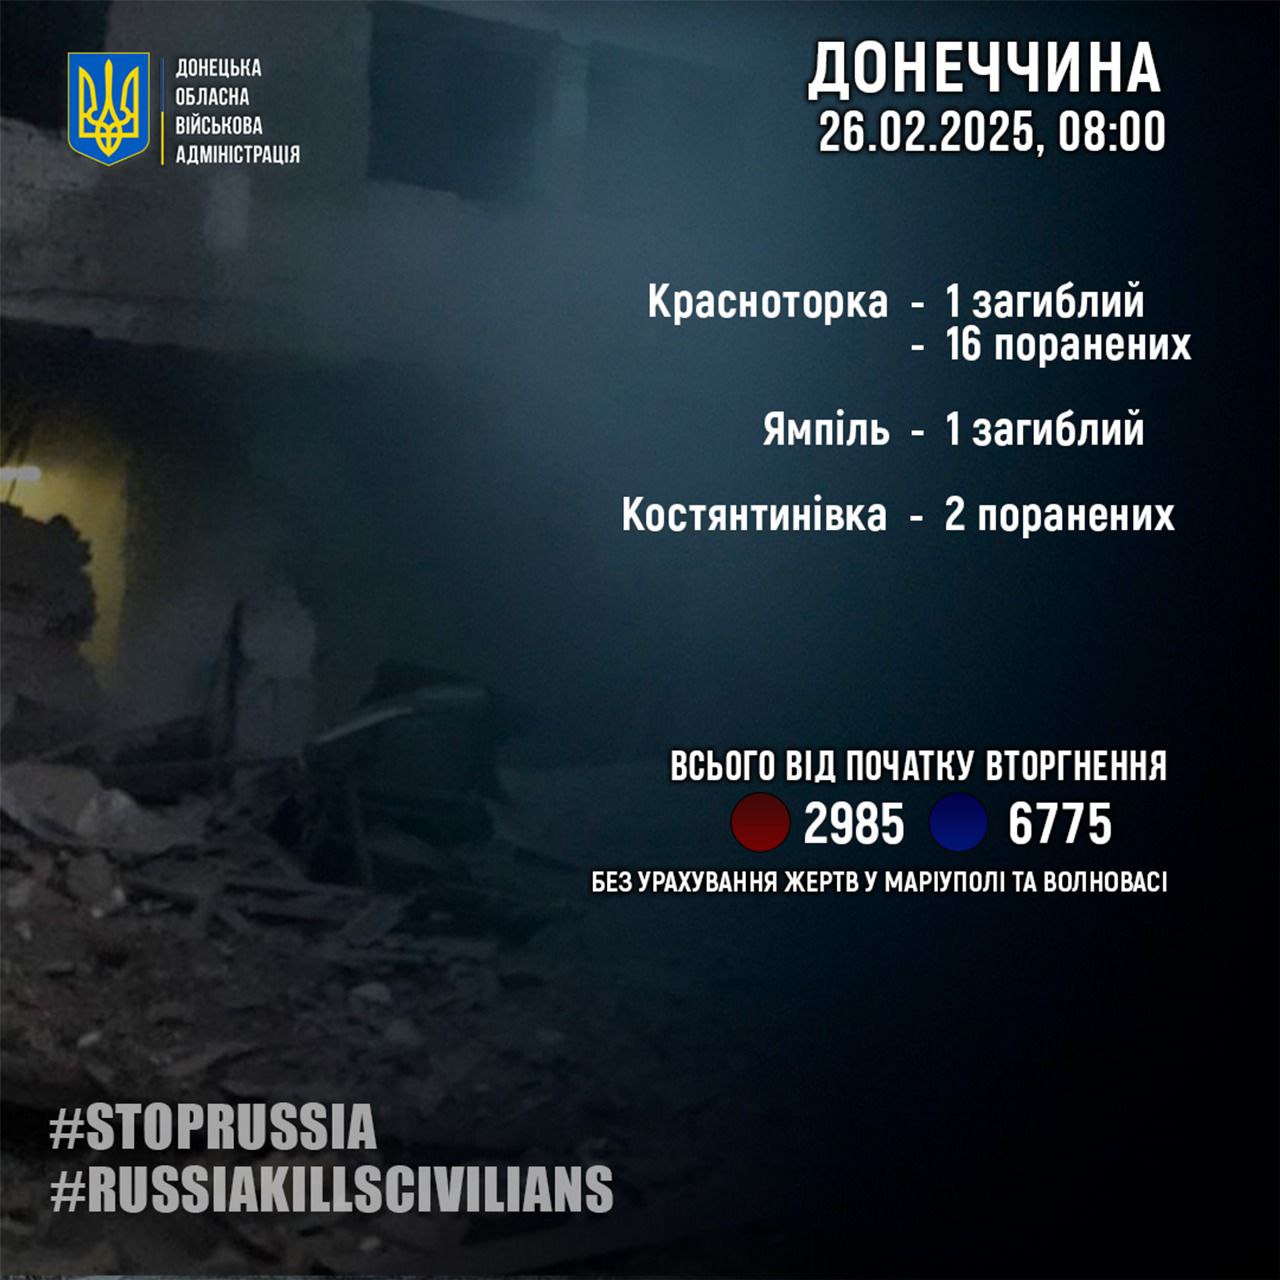 ДОНЕЦЬКА
ОБЛАСНА
ВІЙСЬКОВА
АДМІНІСТРАЦІЯ
ДОНЕЧЧИНА
26.02.2025, 08:00
Красноторка - 1 загиблий
- 16 поранених
Ямпіль - 1 загиблий
Костянтинівка - 2 поранених
ВСЬОГО ВІД ПОЧАТКУ ВТОРГНЕННЯ
2985 6775
БЕЗ УРАХУВАННЯ ЖЕРТВ У МАРІУПОЛІ ТА ВОЛНОВАСІ
#STOPRUSSIA
#RUSSIAKILLSCIVILIANS